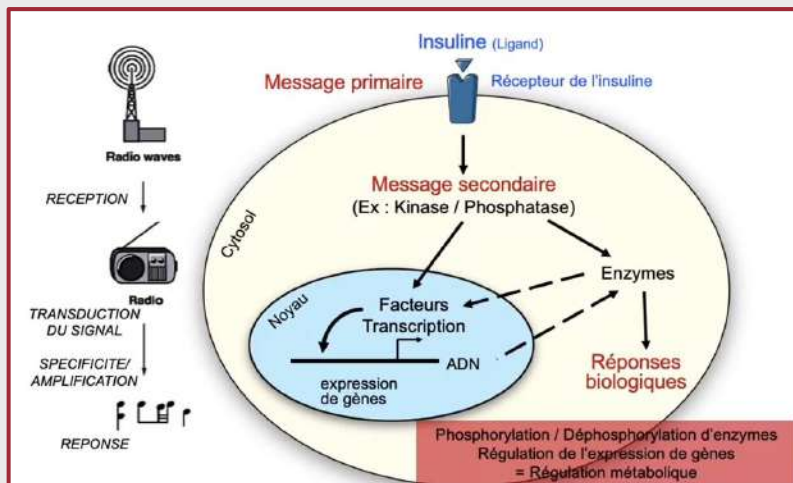 Radio waves
RECEPTION
Radio
TRANSDUCTION
DU SIGNAL
SPECIFICITE/
AMPLIFICATION
REPONSE
Insuline (Ligand)
Message primaire
Récepteur de l'insuline
Message secondaire
(Ex : Kinase / Phosphatase)
Cytosol
Enzymes
Noyau
Facteurs
Transcription
ADN
expression
de gènes
Réponses
biologiques
Phosphorylation / Déphosphorylation d'enzymes
Régulation de l'expression de gènes
= Régulation métabolique